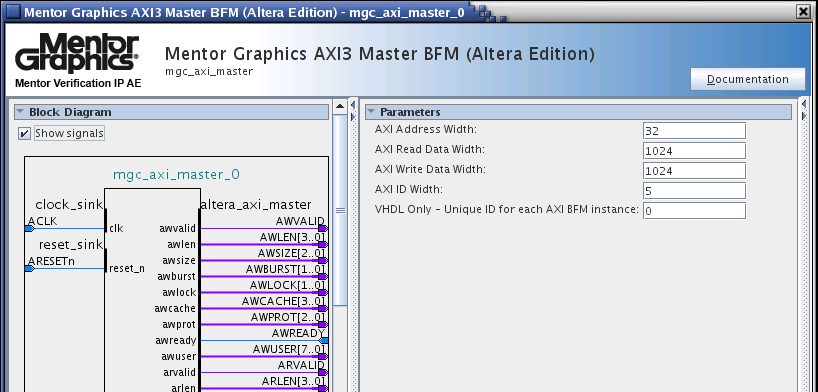 Mentor Graphics AXI3 Master BFM (Altera Edition) - mgc_axi_master_0
Mentor Graphics®
Mentor Verification IP AE
Mentor Graphics AXI3 Master BFM (Altera Edition)
mgc_axi_master
Documentation
Block Diagram
Show signals
mgc_axi_master_0
clock_sink
altera_axi_master
ACLK
clk
awvalid
AWVALID
reset_sink
awlen
AWLEN[3..0]
awsize
AWSIZE[2..0]
ARESETn
reset_n
awburst
AWBURST[1..0]
awlock
AWLOCK[1..0]
awcache
AWCACHE[3..0]
awprot
AWPROT[2..0]
awready
AWREADY
awuser
AWUSER[7..0]
arvalid
ARVALID
arlen
ARLEN[3..0]
Parameters
AXI Address Width: 32
AXI Read Data Width: 1024
AXI Write Data Width: 1024
AXI ID Width: 5
VHDL Only - Unique ID for each AXI BFM instance: 0